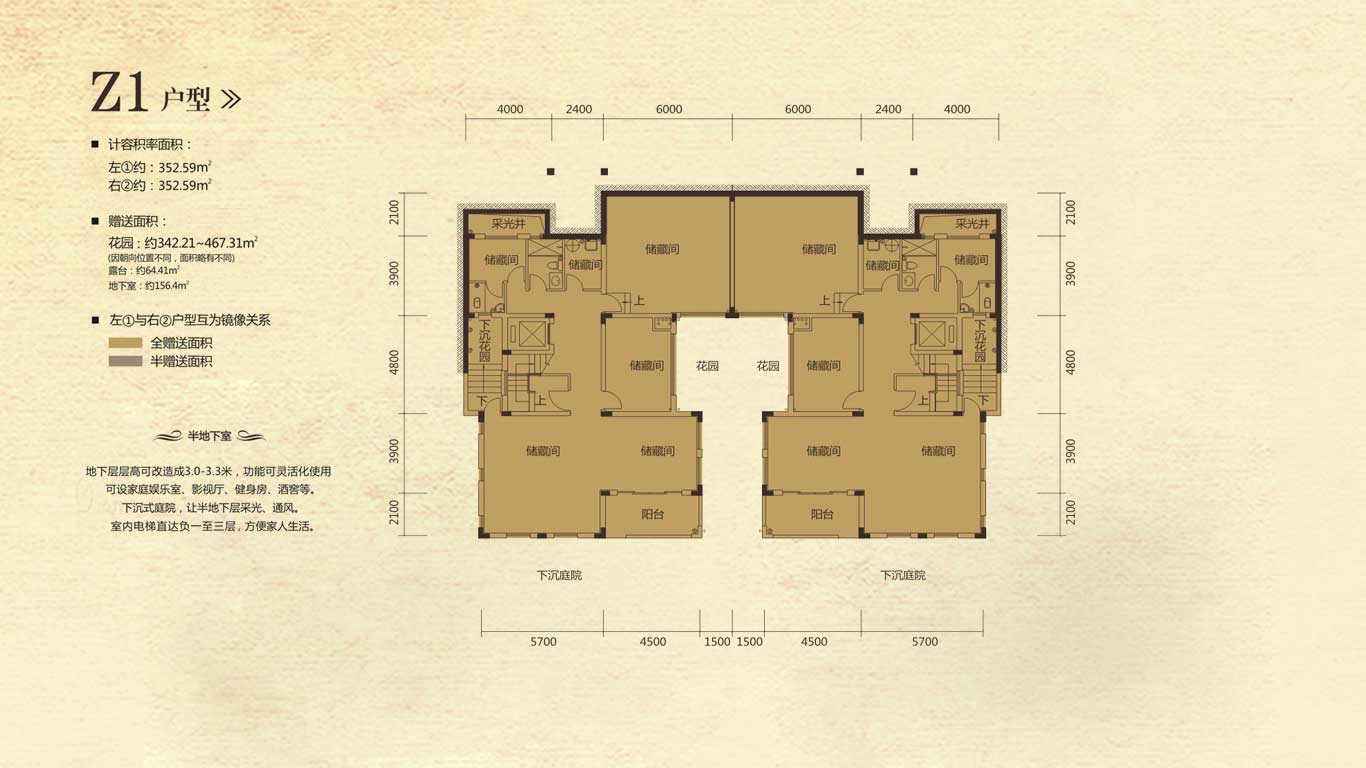 Z1 户型
■ 计容积率面积：
左①约：352.59m²
右②约：352.59m²
■ 赠送面积：
花园：约342.21~467.31m²
(因朝向位置不同，面积略有不同)
露台：约64.41m²
地下室：约156.4m²
■ 左①与右②户型互为镜像关系
全赠送面积
半赠送面积
半地下室
地下层层高可改造成3.0-3.3米，功能可灵活化使用
可设家庭娱乐室、影视厅、健身房、酒窖等。
下沉式庭院，让半地下层采光、通风。
室内电梯直达负一至三层，方便家人生活。
4000 2400 6000 6000 2400 4000
2100
3900
4800
3900
2100
采光井 采光井
储藏间 储藏间
储藏间 储藏间 储藏间 储藏间
上 上
下沉花园 下沉花园
储藏间 花园 花园 储藏间
下 上 上 下
储藏间 储藏间 储藏间 储藏间
阳台 阳台
2100
3900
4800
3900
2100
下沉庭院 下沉庭院
5700 4500 1500 1500 4500 5700